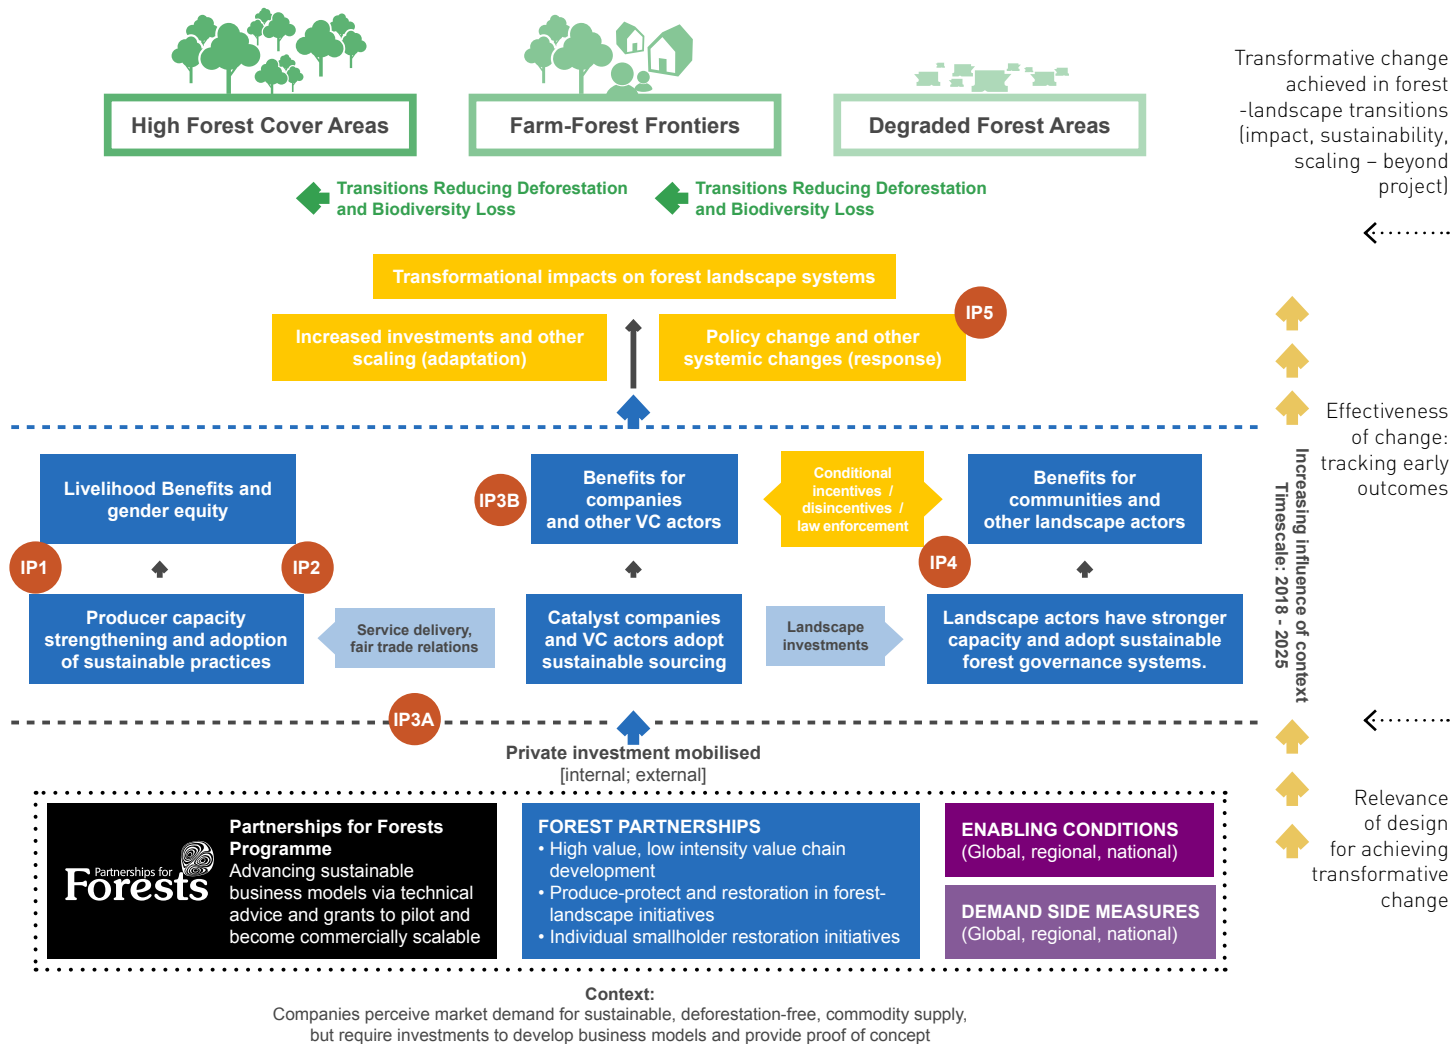 High Forest Cover Areas
Farm-Forest Frontiers
Degraded Forest Areas
Transformative change
achieved in forest
-landscape transitions
(impact, sustainability,
scaling – beyond
project)
Transitions Reducing Deforestation
and Biodiversity Loss
Transitions Reducing Deforestation
and Biodiversity Loss
Transformational impacts on forest landscape systems
IP5
Increased investments and other
scaling (adaptation)
Policy change and other
systemic changes (response)
Effectiveness
of change:
tracking early
outcomes
Increasing influence of context
Timescale: 2018 - 2025
Livelihood Benefits and
gender equity
IP3B
Benefits for
companies
and other VC actors
Conditional
incentives /
disincentives /
law enforcement
Benefits for
communities and
other landscape actors
IP1
IP2
IP4
Producer capacity
strengthening and adoption
of sustainable practices
Service delivery,
fair trade relations
Catalyst companies
and VC actors adopt
sustainable sourcing
Landscape
investments
Landscape actors have stronger
capacity and adopt sustainable
forest governance systems.
IP3A
Private investment mobilised
[internal; external]
Partnerships for
Forests
Partnerships for Forests
Programme
Advancing sustainable
business models via technical
advice and grants to pilot and
become commercially scalable
FOREST PARTNERSHIPS
• High value, low intensity value chain
development
• Produce-protect and restoration in forest-
landscape initiatives
• Individual smallholder restoration initiatives
ENABLING CONDITIONS
(Global, regional, national)
DEMAND SIDE MEASURES
(Global, regional, national)
Relevance
of design
for achieving
transformative
change
Context:
Companies perceive market demand for sustainable, deforestation-free, commodity supply,
but require investments to develop business models and provide proof of concept